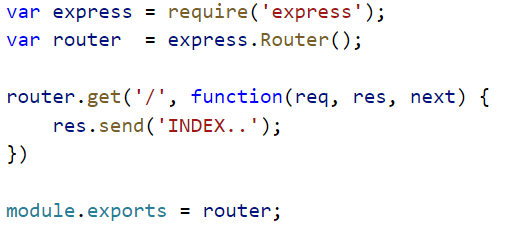 var express = require('express');
var router  = express.Router();

router.get('/', function(req, res, next) {
    res.send('INDEX..');
})

module.exports = router;